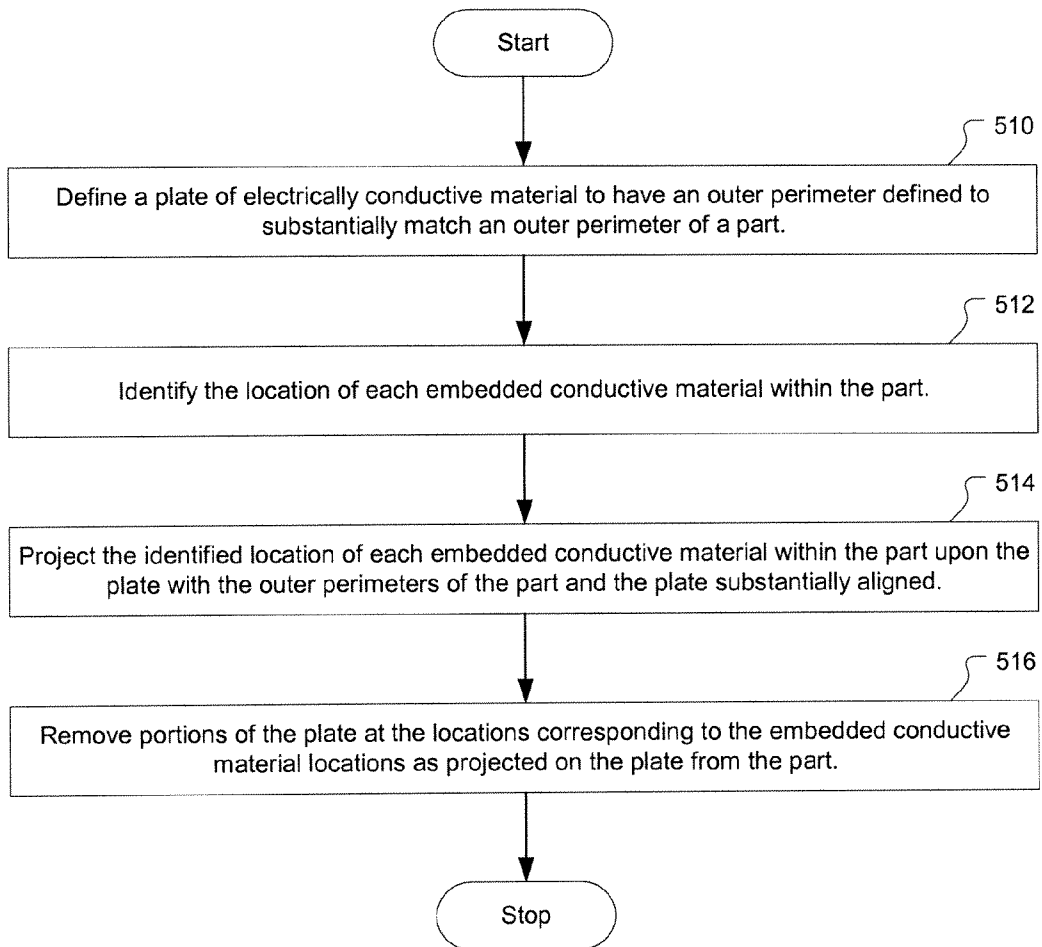 Start
510
Define a plate of electrically conductive material to have an outer perimeter defined to
substantially match an outer perimeter of a part.
512
Identify the location of each embedded conductive material within the part.
514
Project the identified location of each embedded conductive material within the part upon the
plate with the outer perimeters of the part and the plate substantially aligned.
516
Remove portions of the plate at the locations corresponding to the embedded conductive
material locations as projected on the plate from the part.
Stop